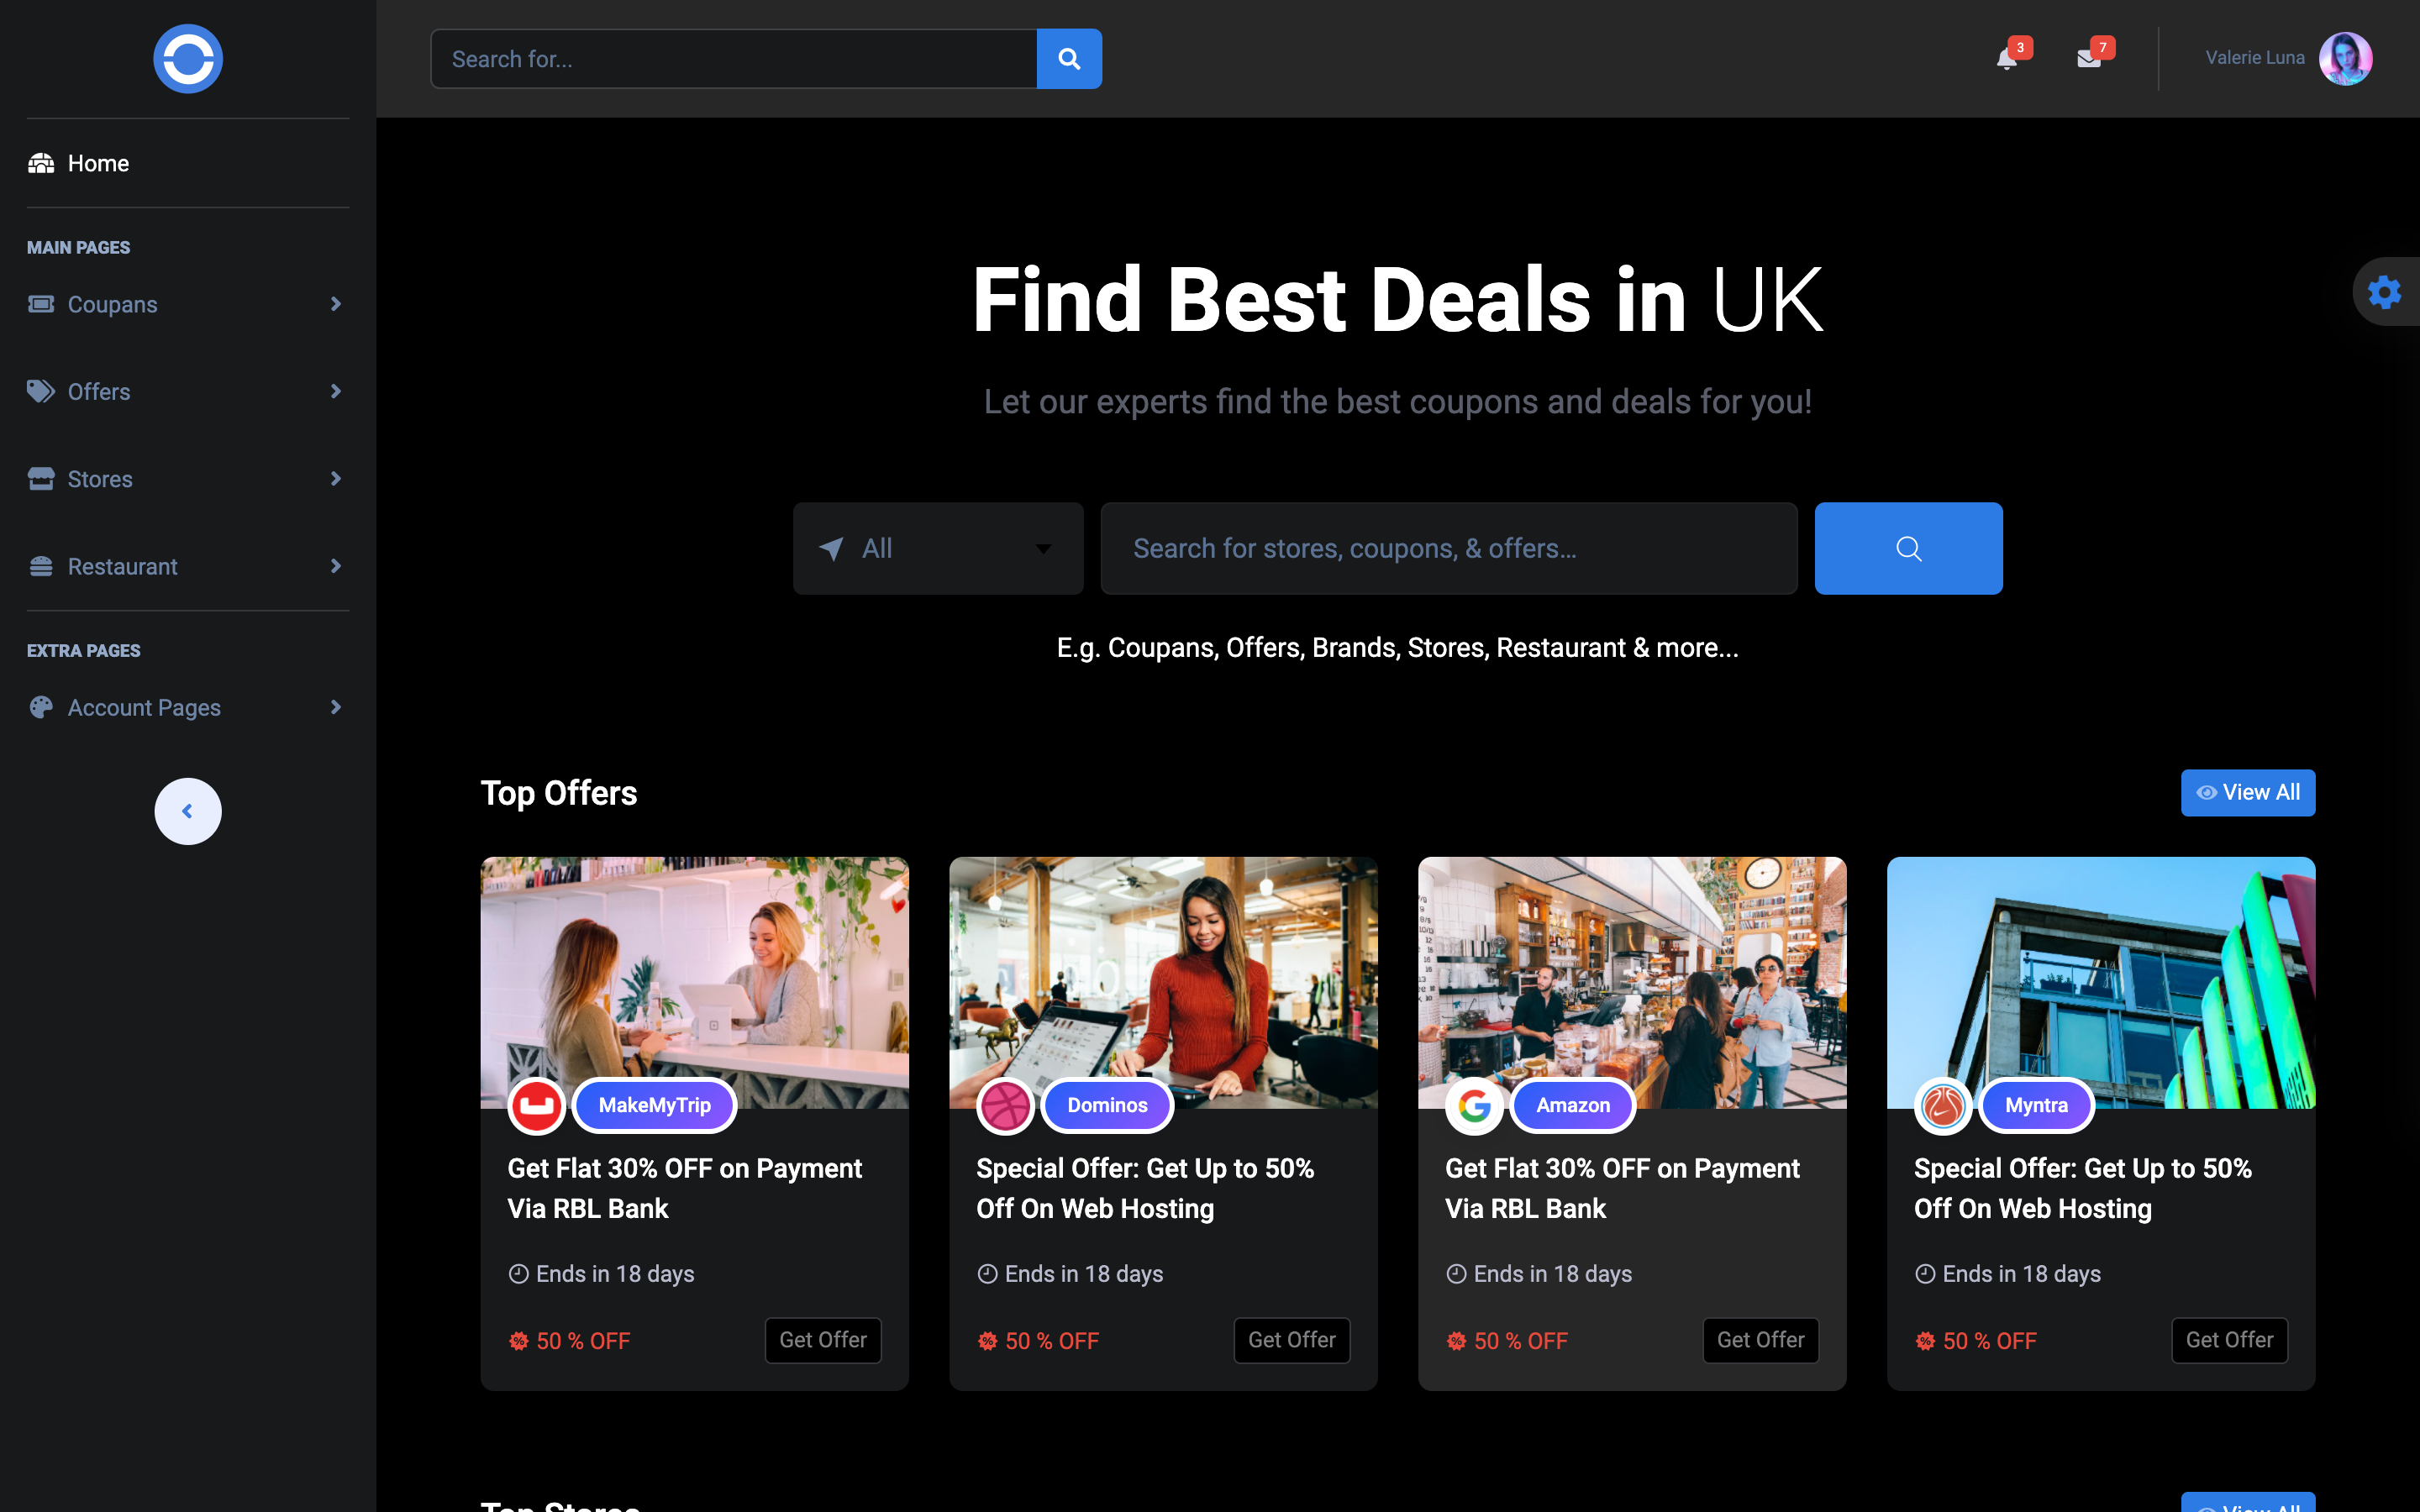 Search for...
3
7
Valerie Luna
Home
MAIN PAGES
Coupans
Offers
Stores
Restaurant
EXTRA PAGES
Account Pages
Find Best Deals in UK
Let our experts find the best coupons and deals for you!
All
Search for stores, coupons, & offers...
E.g. Coupans, Offers, Brands, Stores, Restaurant & more...
Top Offers
View All
MakeMyTrip
Get Flat 30% OFF on Payment
Via RBL Bank
Ends in 18 days
50 % OFF
Get Offer
Dominos
Special Offer: Get Up to 50%
Off On Web Hosting
Ends in 18 days
50 % OFF
Get Offer
Amazon
Get Flat 30% OFF on Payment
Via RBL Bank
Ends in 18 days
50 % OFF
Get Offer
Myntra
Special Offer: Get Up to 50%
Off On Web Hosting
Ends in 18 days
50 % OFF
Get Offer
Top Stores
View All